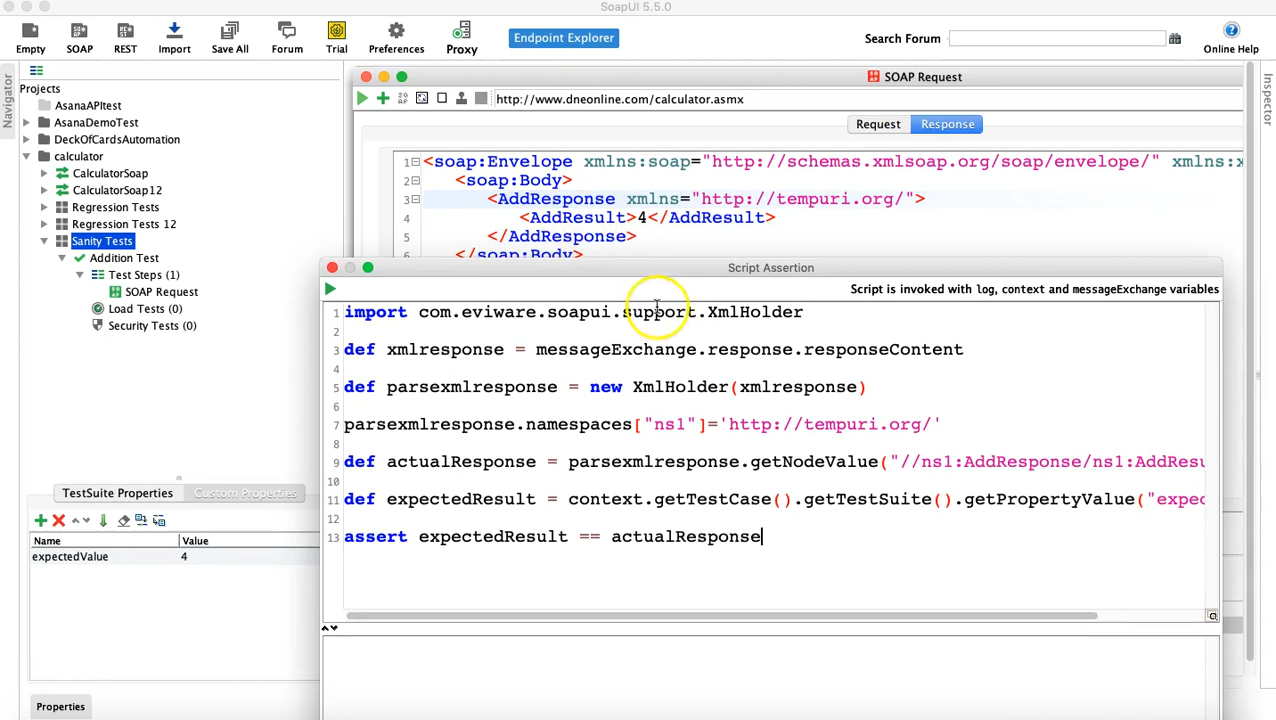 SoapUI 5.5.0
Empty SOAP REST Import Save All Forum Trial Preferences Proxy
Endpoint Explorer
Search Forum
Online Help
Navigator
Projects
AsanaAPItest
AsanaDemoTest
DeckOfCardsAutomation
calculator
CalculatorSoap
CalculatorSoap12
Regression Tests
Regression Tests 12
Sanity Tests
Addition Test
Test Steps (1)
SOAP Request
Load Tests (0)
Security Tests (0)
TestSuite Properties Custom Properties
Name Value
expectedValue 4
Properties
SOAP Request
http://www.dneonline.com/calculator.asmx
Request Response
1 <soap:Envelope xmlns:soap="http://schemas.xmlsoap.org/soap/envelope/" xmlns:x
2 <soap:Body>
3 <AddResponse xmlns="http://tempuri.org/">
4 <AddResult>4</AddResult>
5 </AddResponse>
6 </soap:Body>
Inspector
Script Assertion
Script is invoked with log, context and messageExchange variables
1 import com.eviware.soapui.support.XmlHolder
2
3 def xmlresponse = messageExchange.response.responseContent
4
5 def parsexmlresponse = new XmlHolder(xmlresponse)
6
7 parsexmlresponse.namespaces["ns1"]='http://tempuri.org/'
8
9 def actualResponse = parsexmlresponse.getNodeValue("//ns1:AddResponse/ns1:AddResu
10
11 def expectedResult = context.getTestCase().getTestSuite().getPropertyValue("expec
12
13 assert expectedResult == actualResponse